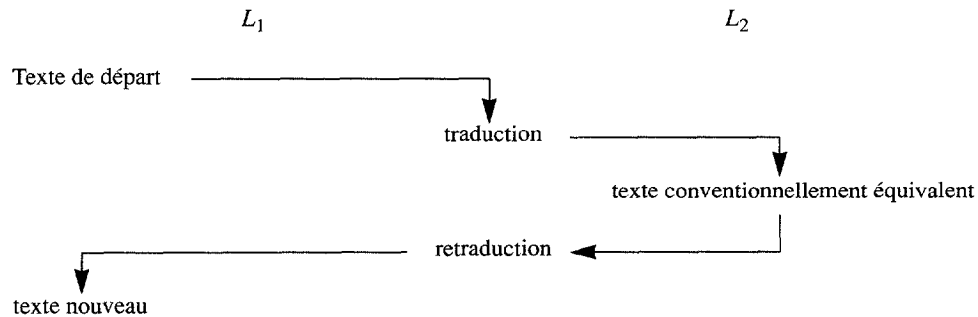 L1 L2
Texte de départ
traduction
texte conventionnellement équivalent
retraduction
texte nouveau